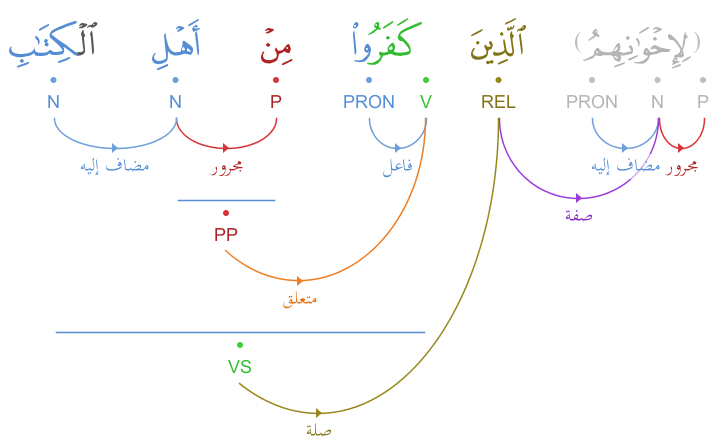 (لِإِخْوَٰنِهِمُ) ٱلَّذِينَ كَفَرُوا۟ مِنْ أَهْلِ ٱلْكِتَـٰبِ
P N PRON REL V PRON P N N
مجرور مضاف إليه فاعل مجرور مضاف إليه
صفة
PP
متعلق
VS
صلة